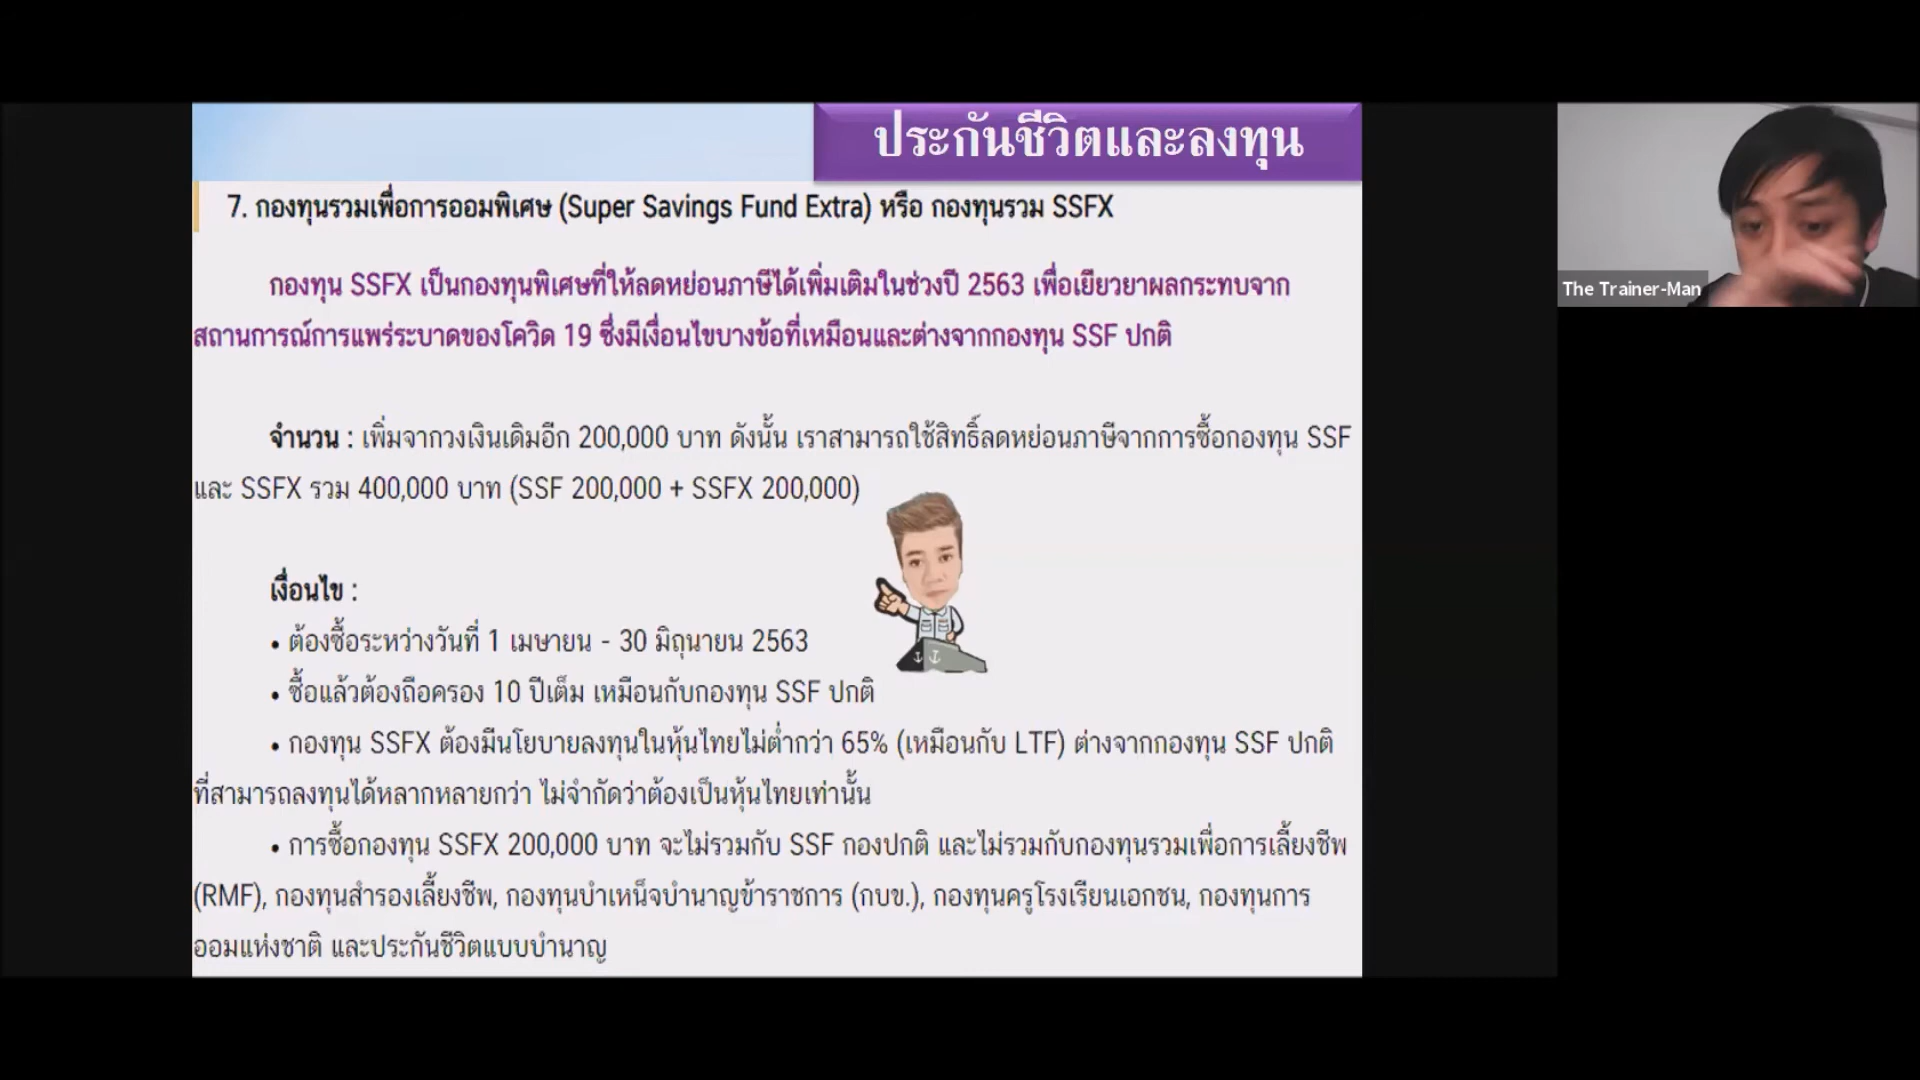 ประกันชีวิตและลงทุน
7. กองทุนรวมเพื่อการออมพิเศษ (Super Savings Fund Extra) หรือ กองทุนรวม SSFX
กองทุน SSFX เป็นกองทุนพิเศษที่ให้ลดหย่อนภาษีได้เพิ่มเติมในช่วงปี 2563 เพื่อเยียวยาผลกระทบจาก
สถานการณ์การแพร่ระบาดของโควิด 19 ซึ่งมีเงื่อนไขบางข้อที่เหมือนและต่างจากกองทุน SSF ปกติ
จำนวน : เพิ่มจากวงเงินเดิมอีก 200,000 บาท ดังนั้น เราสามารถใช้สิทธิ์ลดหย่อนภาษีจากการซื้อกองทุน SSF
และ SSFX รวม 400,000 บาท (SSF 200,000 + SSFX 200,000)
เงื่อนไข :
• ต้องซื้อระหว่างวันที่ 1 เมษายน - 30 มิถุนายน 2563
• ซื้อแล้วต้องถือครอง 10 ปีเต็ม เหมือนกับกองทุน SSF ปกติ
• กองทุน SSFX ต้องมีนโยบายลงทุนในหุ้นไทยไม่ต่ำกว่า 65% (เหมือนกับ LTF) ต่างจากกองทุน SSF ปกติ
ที่สามารถลงทุนได้หลากหลายกว่า ไม่จำกัดว่าต้องเป็นหุ้นไทยเท่านั้น
• การซื้อกองทุน SSFX 200,000 บาท จะไม่รวมกับ SSF กองปกติ และไม่รวมกับกองทุนรวมเพื่อการเลี้ยงชีพ
(RMF), กองทุนสำรองเลี้ยงชีพ, กองทุนบำเหน็จบำนาญข้าราชการ (กบข.), กองทุนครูโรงเรียนเอกชน, กองทุนการ
ออมแห่งชาติ และประกันชีวิตแบบบำนาญ
The Trainer-Man